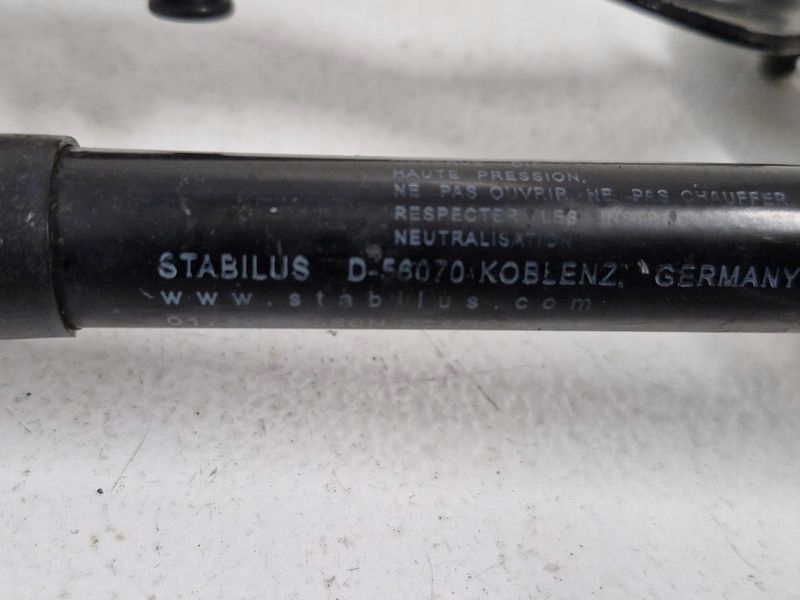 HAUTE PRESSION,
NE PAS OUVRIR, NE PAS CHAUFFER
RESPECTER LES
NEUTRALISATION
STABILUS D-56070 KOBLENZ, GERMANY
www.stabilus.com